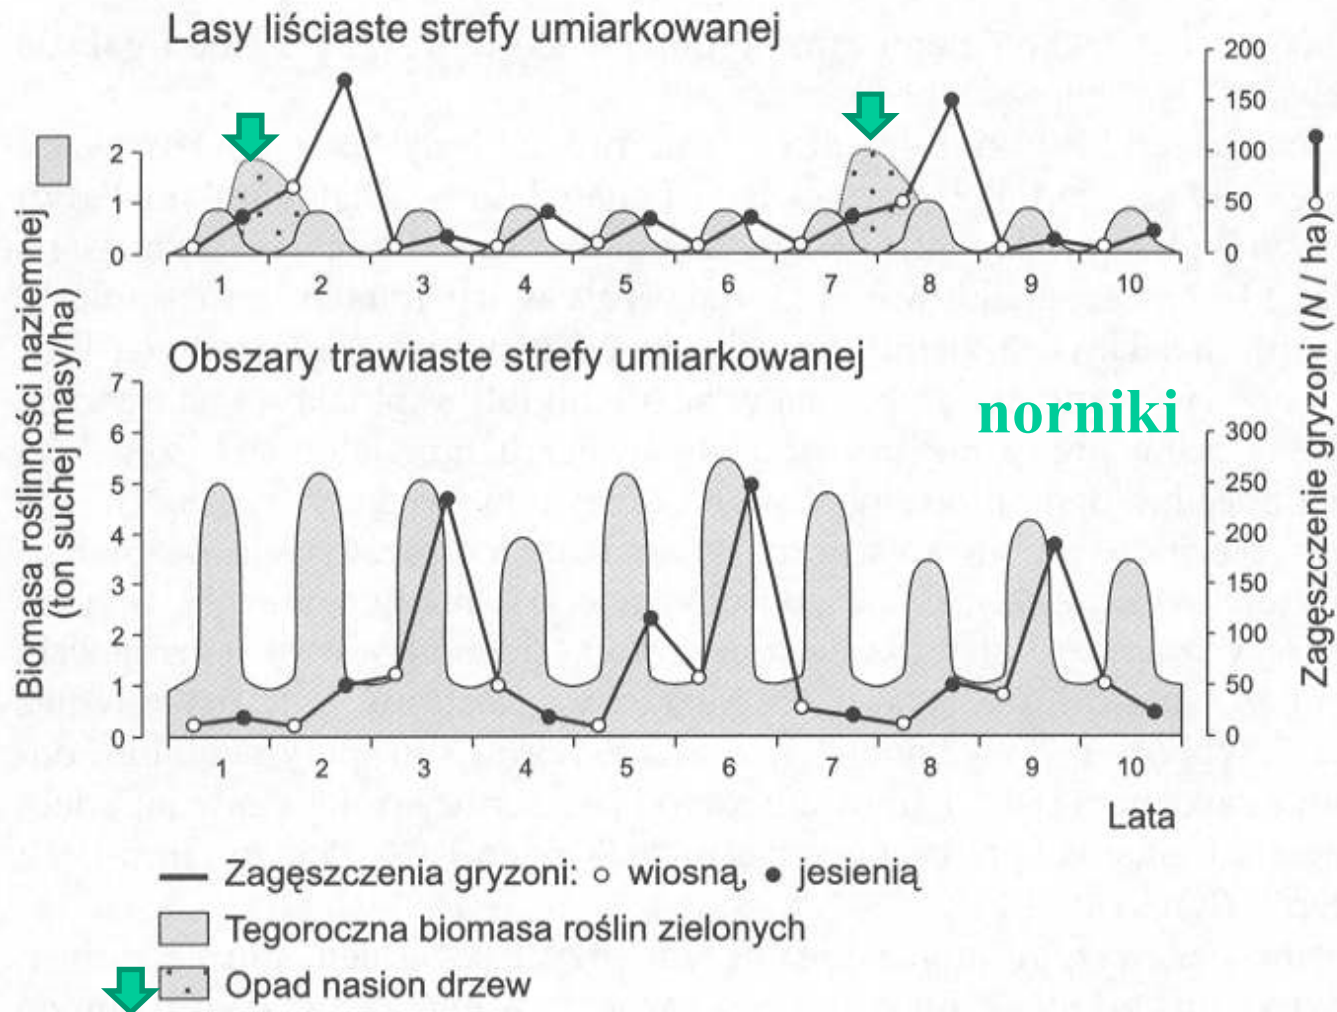 Lasy liściaste strefy umiarkowanej
200
150
100
50
0
2
1
0
1 2 3 4 5 6 7 8 9 10
Obszary trawiaste strefy umiarkowanej
norniki
7
6
5
4
3
2
1
0
300
250
200
150
100
50
0
1 2 3 4 5 6 7 8 9 10
Lata
Biomasa roślinności naziemnej
(ton suchej masy/ha)
Zagęszczenie gryzoni (N / ha)
Zagęszczenia gryzoni: wiosną, jesienią
Tegoroczna biomasa roślin zielonych
Opad nasion drzew